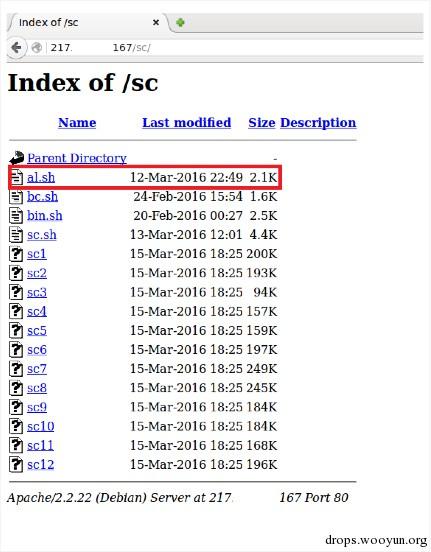 Index of /sc
217. 167/sc/
Index of /sc
Name Last modified Size Description
Parent Directory -
al.sh 12-Mar-2016 22:49 2.1K
bc.sh 24-Feb-2016 15:54 1.6K
bin.sh 20-Feb-2016 00:27 2.5K
sc.sh 13-Mar-2016 12:01 4.4K
sc1 15-Mar-2016 18:25 200K
sc2 15-Mar-2016 18:25 193K
sc3 15-Mar-2016 18:25 94K
sc4 15-Mar-2016 18:25 157K
sc5 15-Mar-2016 18:25 159K
sc6 15-Mar-2016 18:25 197K
sc7 15-Mar-2016 18:25 249K
sc8 15-Mar-2016 18:25 245K
sc9 15-Mar-2016 18:25 184K
sc10 15-Mar-2016 18:25 184K
sc11 15-Mar-2016 18:25 168K
sc12 15-Mar-2016 18:25 196K
Apache/2.2.22 (Debian) Server at 217. 167 Port 80
drops.wooyun.org